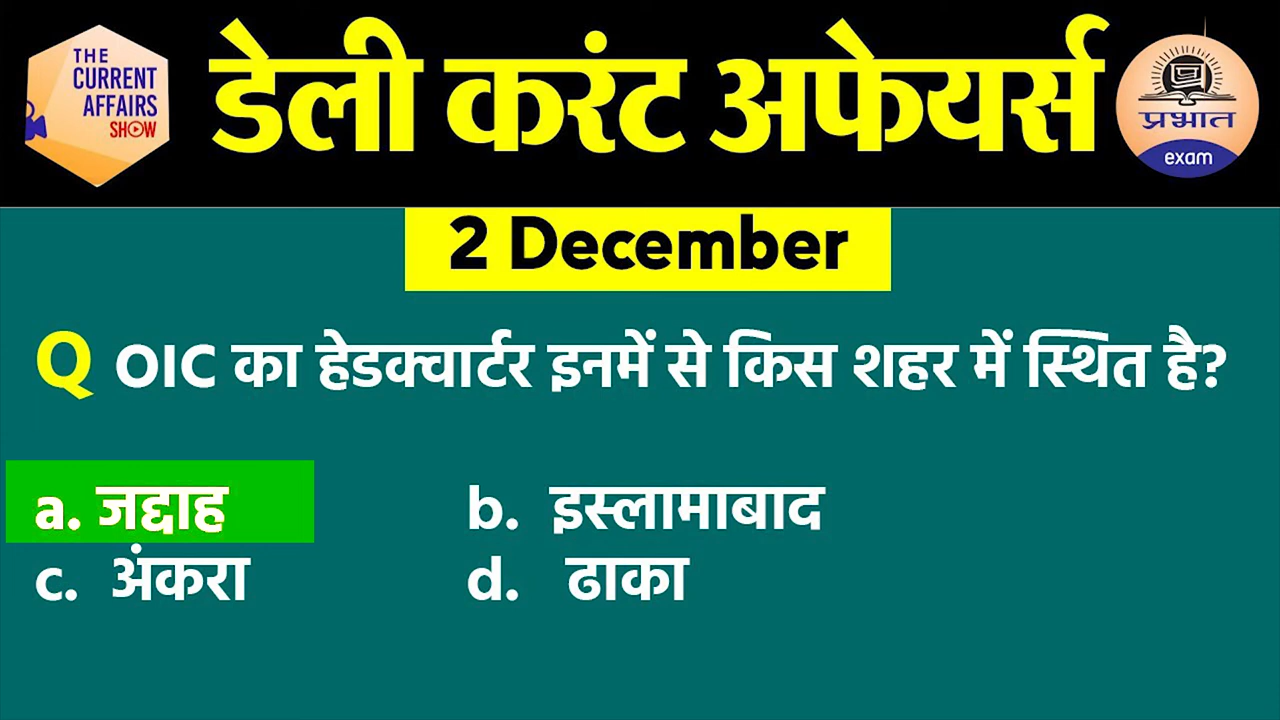 THE
CURRENT
AFFAIRS
SHOW
डेली करंट अफेयर्स
प्रभात
exam
2 December
Q OIC का हेडक्वार्टर इनमें से किस शहर में स्थित है?
a. जद्दाह b. इस्लामाबाद
c. अंकरा d. ढाका